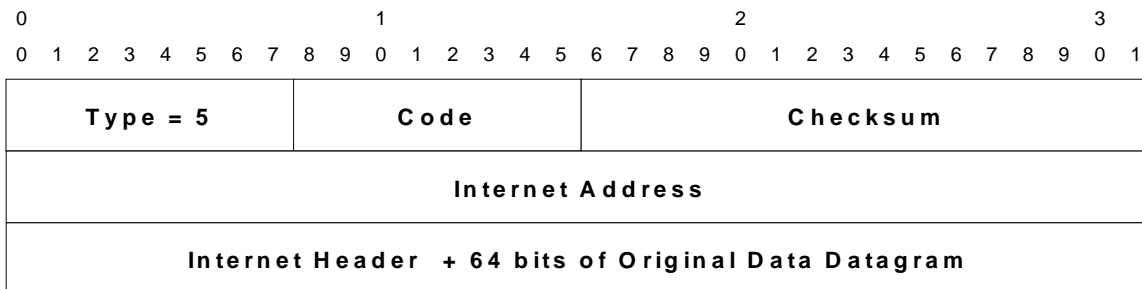 0 1 2 3
0 1 2 3 4 5 6 7 8 9 0 1 2 3 4 5 6 7 8 9 0 1 2 3 4 5 6 7 8 9 0 1
Type = 5 Code Checksum
Internet Address
Internet Header + 64 bits of Original Data Datagram